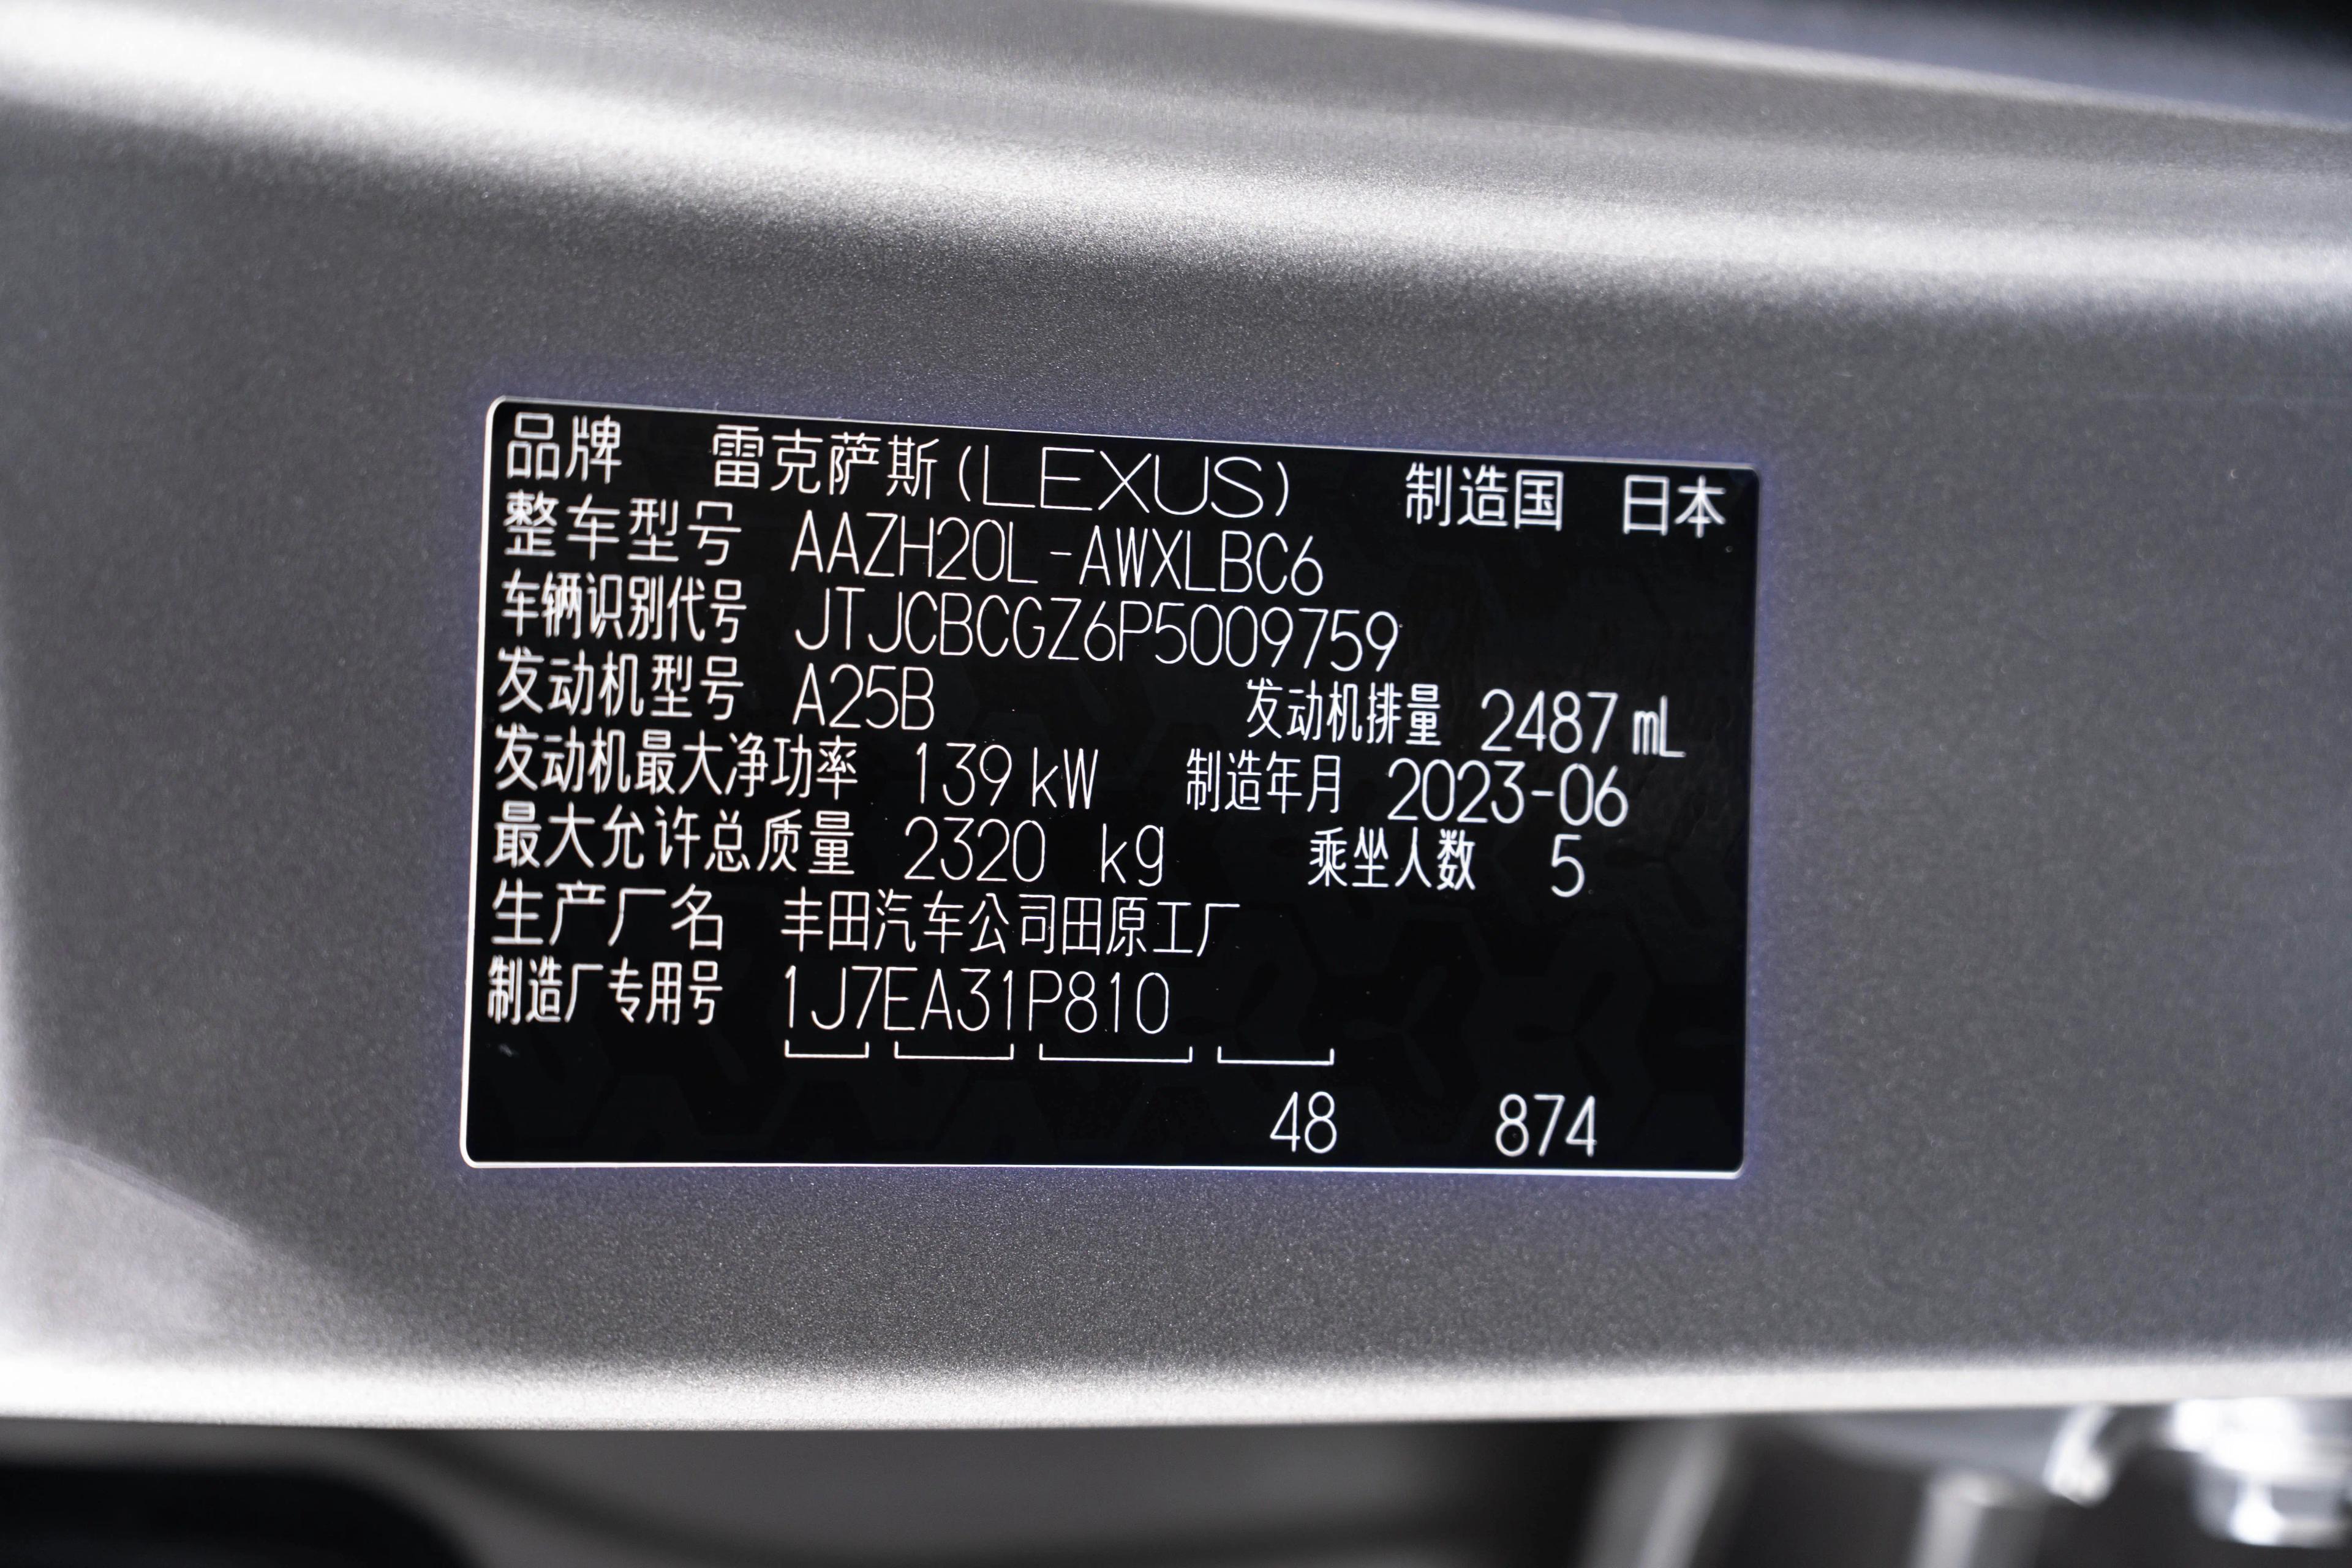 品牌 雷克萨斯(LEXUS) 制造国 日本
整车型号 AAZH20L-AWXLBC6
车辆识别代号 JTJCBCGZ6P5009759
发动机型号 A25B 发动机排量 2487 mL
发动机最大净功率 139 kW 制造年月 2023-06
最大允许总质量 2320 kg 乘坐人数 5
生产厂名 丰田汽车公司田原工厂
制造厂专用号 1J7EA31P810
48 874